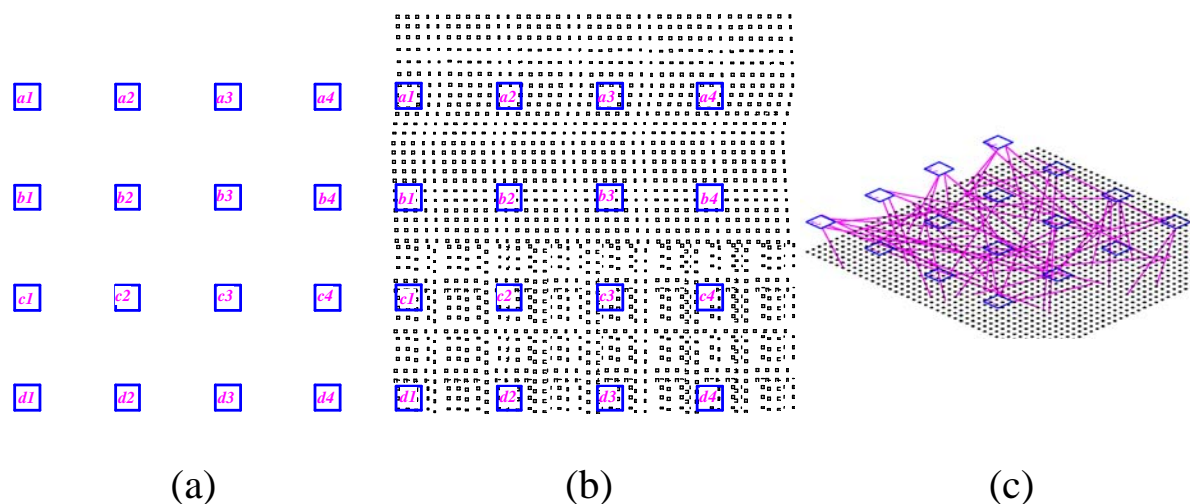 a1 a2 a3 a4 a1 a2 a3 a4
b1 b2 b3 b4 b1 b2 b3 b4
c1 c2 c3 c4 c1 c2 c3 c4
d1 d2 d3 d4 d1 d2 d3 d4
(a) (b) (c)